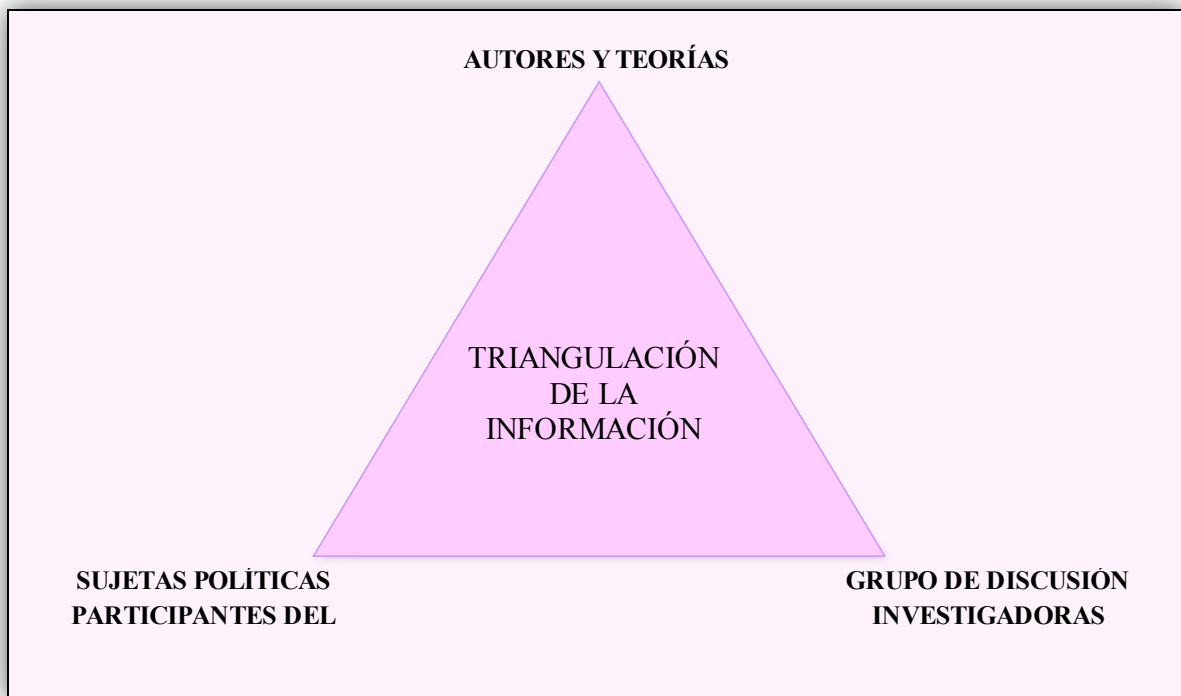 AUTORES Y TEORÍAS
TRIANGULACIÓN
DE LA
INFORMACIÓN
SUJETAS POLÍTICAS
PARTICIPANTES DEL
GRUPO DE DISCUSIÓN
INVESTIGADORAS